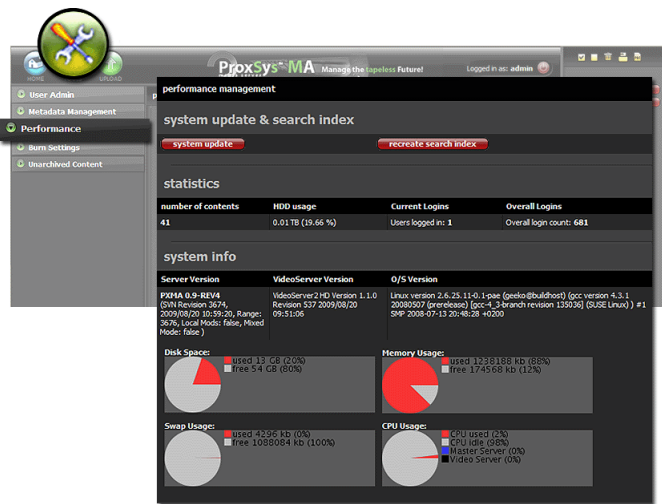 ProxSys™ MA Manage the tapeless Future!
Logged in as: admin
HOME
UPLOAD
User Admin
Metadata Management
Performance
Burn Settings
Unarchived Content
performance management
system update & search index
system update
recreate search index
statistics
number of contents HDD usage Current Logins Overall Logins
41 0.01 TB (19.66 %) Users logged in: 1 Overall login count: 681
system info
Server Version VideoServer Version O/S Version
PXMA 0.9-REV4
(SVN Revision 3674,
2009/08/20 10:59:20, Range:
3676, Local Mods: false, Mixed
Mode: false )
VideoServer2 HD Version 1.1.0
Revision 537 2009/08/20
09:51:06
Linux version 2.6.25.11-0.1-pae (geeko@buildhost) (gcc version 4.3.1
20080507 (prerelease) [gcc-4_3-branch revision 135036] (SUSE Linux) ) #1
SMP 2008-07-13 20:48:28 +0200
Disk Space:
used 13 GB (20%)
free 54 GB (80%)
Memory Usage:
used 1238188 kb (88%)
free 174568 kb (12%)
Swap Usage:
used 4296 kb (0%)
free 1088084 kb (100%)
CPU Usage:
CPU used (2%)
CPU idle (98%)
Master Server (0%)
Video Server (0%)